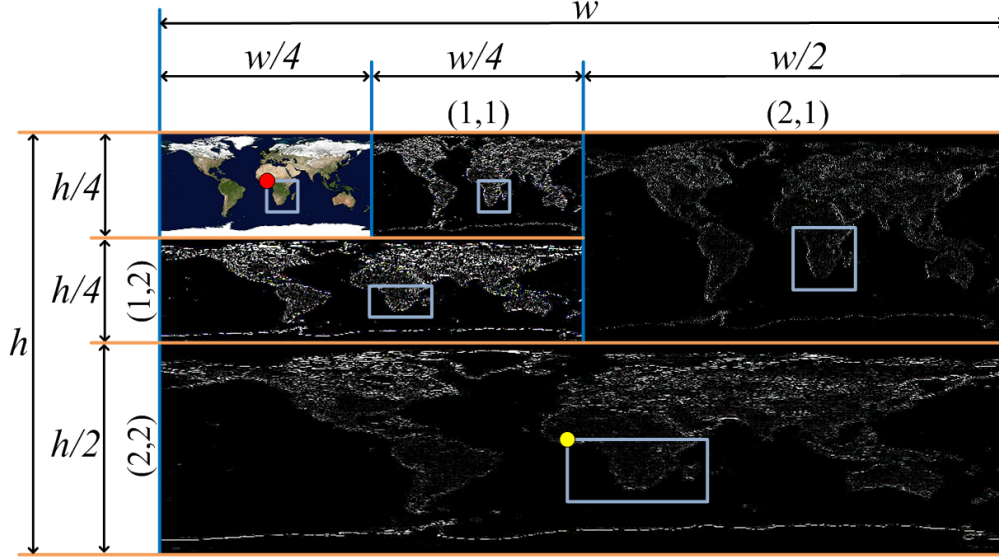 w
w/4
w/4
w/2
(1,1)
(2,1)
h/4
h/4
(1,2)
h
h/2
(2,2)